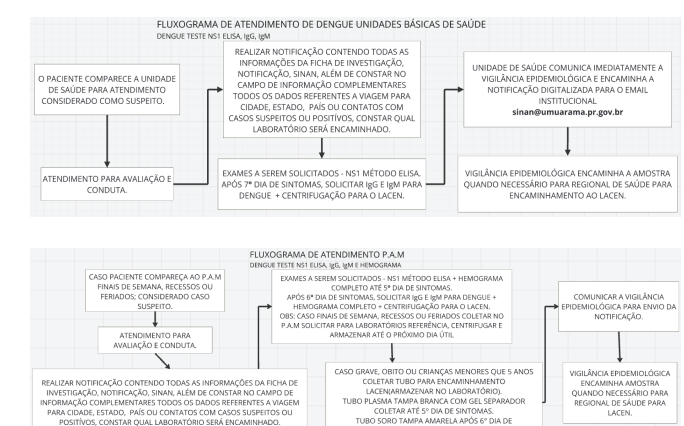 FLUXOGRAMA DE ATENDIMENTO DE DENGUE UNIDADES BÁSICAS DE SAÚDE
DENGUE TESTE NS1 ELISA, IgG, IgM
O PACIENTE COMPARECE A UNIDADE
DE SAÚDE PARA ATENDIMENTO
CONSIDERADO COMO SUSPEITO.
ATENDIMENTO PARA AVALIAÇÃO E
CONDUTA.
REALIZAR NOTIFICAÇÃO CONTENDO TODAS AS
INFORMAÇÕES DA FICHA DE INVESTIGAÇÃO,
NOTIFICAÇÃO, SINAN, ALÉM DE CONSTAR NO
CAMPO DE INFORMAÇÃO COMPLEMENTARES
TODOS OS DADOS REFERENTES A VIAGEM PARA
CIDADE, ESTADO, PAÍS OU CONTATOS COM
CASOS SUSPEITOS OU POSITÍVOS, CONSTAR QUAL
LABORATÓRIO SERÁ ENCAMINHADO.
EXAMES A SEREM SOLICITADOS - NS1 MÉTODO ELISA.
APÓS 7ª DIA DE SINTOMAS, SOLICITAR IgG E IgM PARA
DENGUE + CENTRIFUGAÇÃO PARA O LACEN.
UNIDADE DE SAÚDE COMUNICA IMEDIATAMENTE A
VIGILÂNCIA EPIDEMIOLÓGICA E ENCAMINHA A
NOTIFICAÇÃO DIGITALIZADA PARA O EMAIL
INSTITUCIONAL
sinan@umuarama.pr.gov.br
VIGILÂNCIA EPIDEMIOLÓGICA ENCAMINHA A AMOSTRA
QUANDO NECESSÁRIO PARA REGIONAL DE SAÚDE PARA
ENCAMINHAMENTO AO LACEN.
FLUXOGRAMA DE ATENDIMENTO P.A.M
DENGUE TESTE NS1 ELISA, IgG, IgM E HEMOGRAMA
CASO PACIENTE COMPAREÇA AO P.A.M
FINAIS DE SEMANA, RECESSOS OU
FERIADOS; CONSIDERADO CASO
SUSPEITO.
ATENDIMENTO PARA
AVALIAÇÃO E CONDUTA.
REALIZAR NOTIFICAÇÃO CONTENDO TODAS AS INFORMAÇÕES DA FICHA DE
INVESTIGAÇÃO, NOTIFICAÇÃO, SINAN, ALÉM DE CONSTAR NO CAMPO DE
INFORMAÇÃO COMPLEMENTARES TODOS OS DADOS REFERENTES A VIAGEM
PARA CIDADE, ESTADO, PAÍS OU CONTATOS COM CASOS SUSPEITOS OU
POSITÍVOS, CONSTAR QUAL LABORATÓRIO SERÁ ENCAMINHADO.
EXAMES A SEREM SOLICITADOS - NS1 MÉTODO ELISA + HEMOGRAMA
COMPLETO ATÉ 5ª DIA DE SINTOMAS.
APÓS 6ª DIA DE SINTOMAS, SOLICITAR IgG E IgM PARA DENGUE +
HEMOGRAMA COMPLETO + CENTRIFUGAÇÃO PARA O LACEN.
OBS: CASO FINAIS DE SEMANA, RECESSOS OU FERIADOS COLETAR NO
P.A.M SOLICITAR PARA LABORATÓRIOS REFERÊNCIA, CENTRIFUGAR E
ARMAZENAR ATÉ O PRÓXIMO DIA ÚTIL
CASO GRAVE, OBITO OU CRIANÇAS MENORES QUE 5 ANOS
COLETAR TUBO PARA ENCAMINHAMENTO
LACEN(ARMAZENAR NO LABORATÓRIO).
TUBO PLASMA TAMPA BRANCA COM GEL SEPARADOR
COLETAR ATÉ 5º DIA DE SINTOMAS.
TUBO SORO TAMPA AMARELA APÓS 6º DIA DE
COMUNICAR A VIGILÂNCIA
EPIDEMIOLÓGICA PARA ENVIO DA
NOTIFICAÇÃO.
VIGILÂNCIA EPIDEMIOLÓGICA
ENCAMINHA AMOSTRA
QUANDO NECESSÁRIO PARA
REGIONAL DE SAÚDE PARA
LACEN.